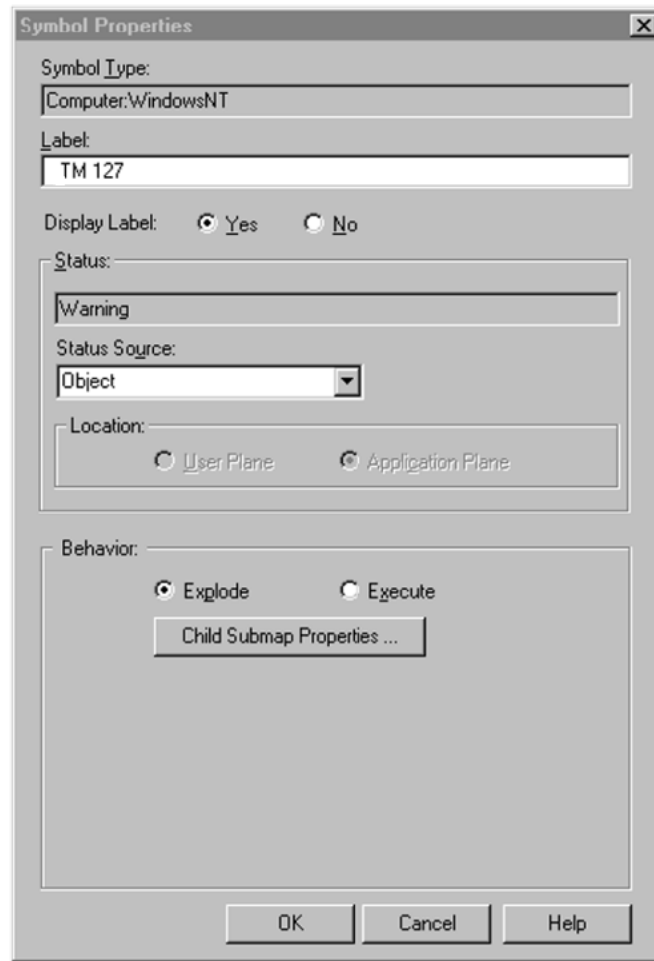 Symbol Properties
Symbol Type:
Computer:WindowsNT
Label:
TM 127
Display Label: Yes No
Status:
Warning
Status Source:
Object
Location:
User Plane Application Plane
Behavior:
Explode Execute
Child Submap Properties ...
OK Cancel Help